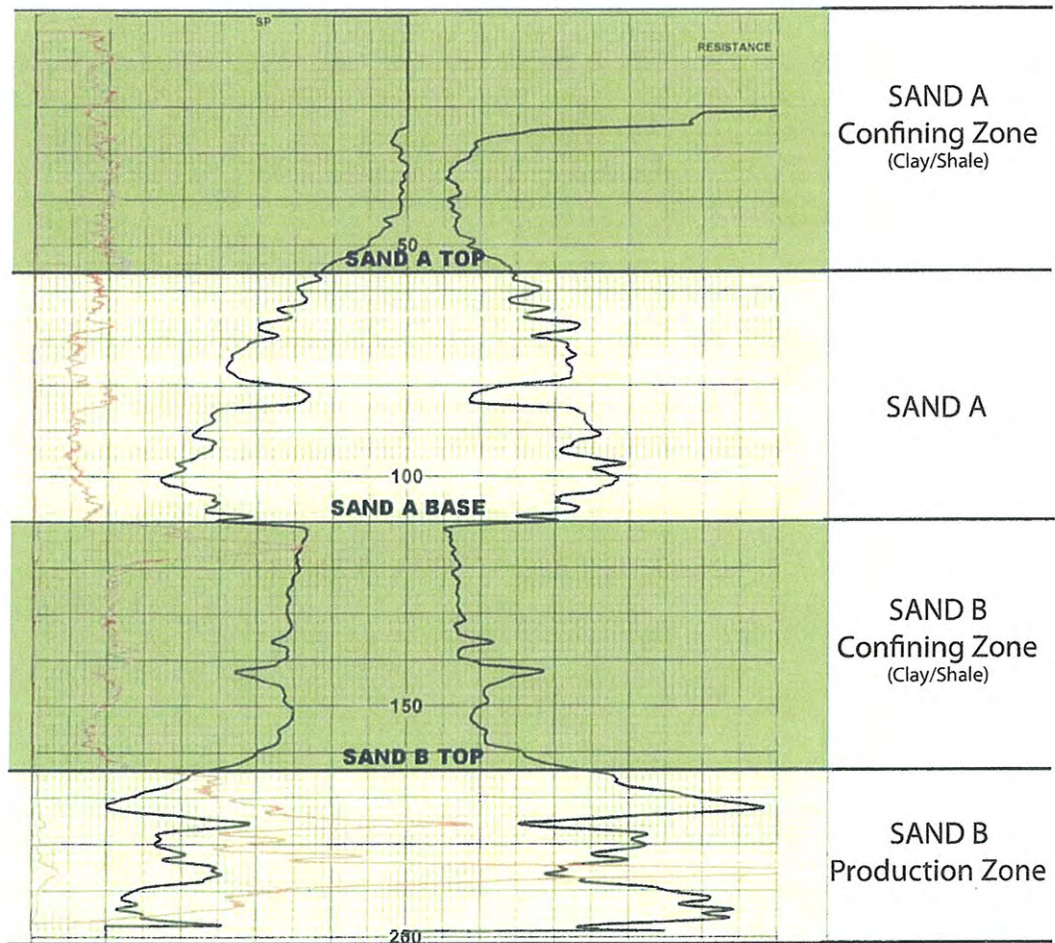 SP
RESISTANCE
SAND A
Confining Zone
(Clay/Shale)
50
SAND A TOP
SAND A
100
SAND A BASE
SAND B
Confining Zone
(Clay/Shale)
150
SAND B TOP
SAND B
Production Zone
200